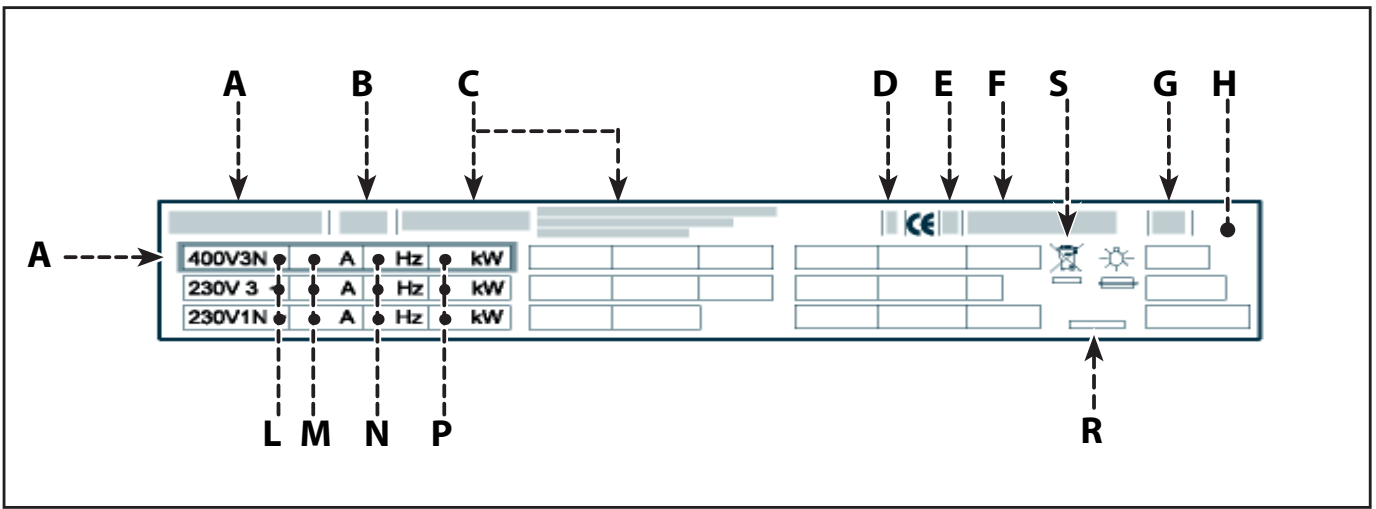 A B C D E F S G H
CE
A
400V3N A Hz kW
230V 3 A Hz kW
230V1N A Hz kW
L M N P R